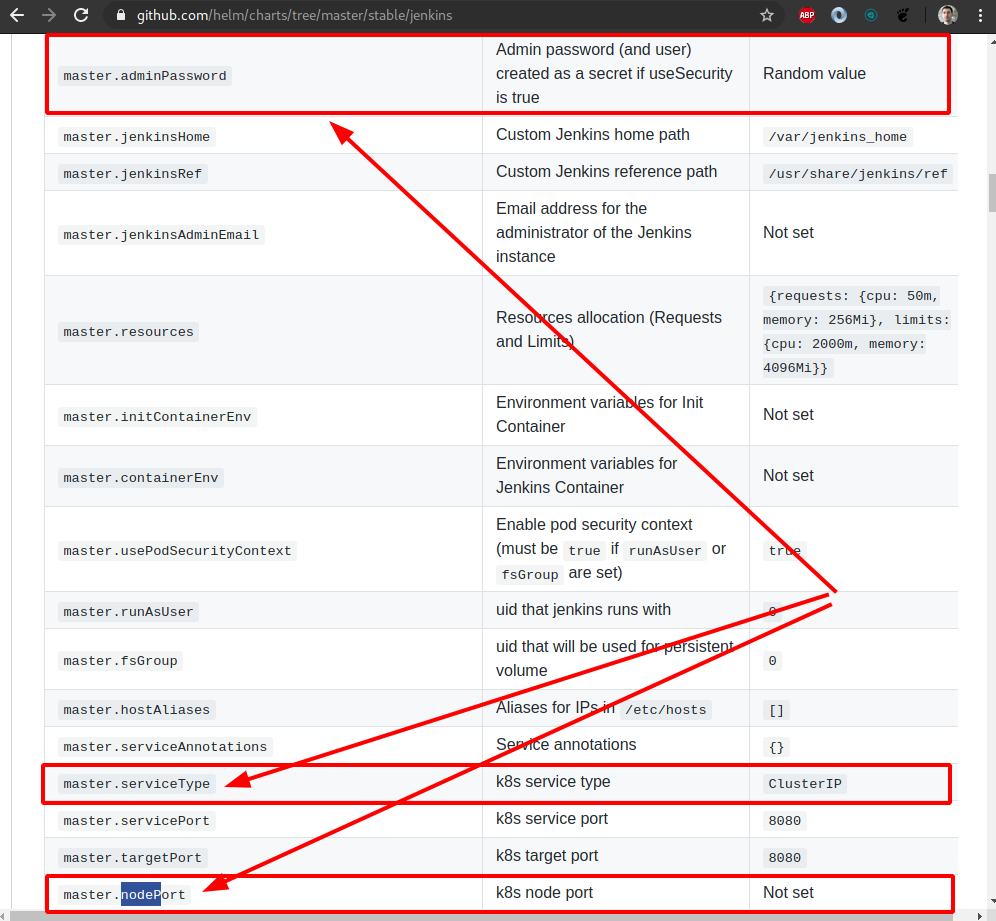 github.com/helm/charts/tree/master/stable/jenkins
ABP
master.adminPassword
Admin password (and user)
created as a secret if useSecurity
is true
Random value
master.jenkinsHome
Custom Jenkins home path
/var/jenkins_home
master.jenkinsRef
Custom Jenkins reference path
/usr/share/jenkins/ref
master.jenkinsAdminEmail
Email address for the
administrator of the Jenkins
instance
Not set
master.resources
Resources allocation (Requests
and Limits)
{requests: {cpu: 50m,
memory: 256Mi}, limits:
{cpu: 2000m, memory:
4096Mi}}
master.initContainerEnv
Environment variables for Init
Container
Not set
master.containerEnv
Environment variables for
Jenkins Container
Not set
master.usePodSecurityContext
Enable pod security context
(must be true if runAsUser or
fsGroup are set)
true
master.runAsUser
uid that jenkins runs with
0
master.fsGroup
uid that will be used for persistent
volume
0
master.hostAliases
Aliases for IPs in /etc/hosts
[]
master.serviceAnnotations
Service annotations
{}
master.serviceType
k8s service type
ClusterIP
master.servicePort
k8s service port
8080
master.targetPort
k8s target port
8080
master.nodePort
k8s node port
Not set